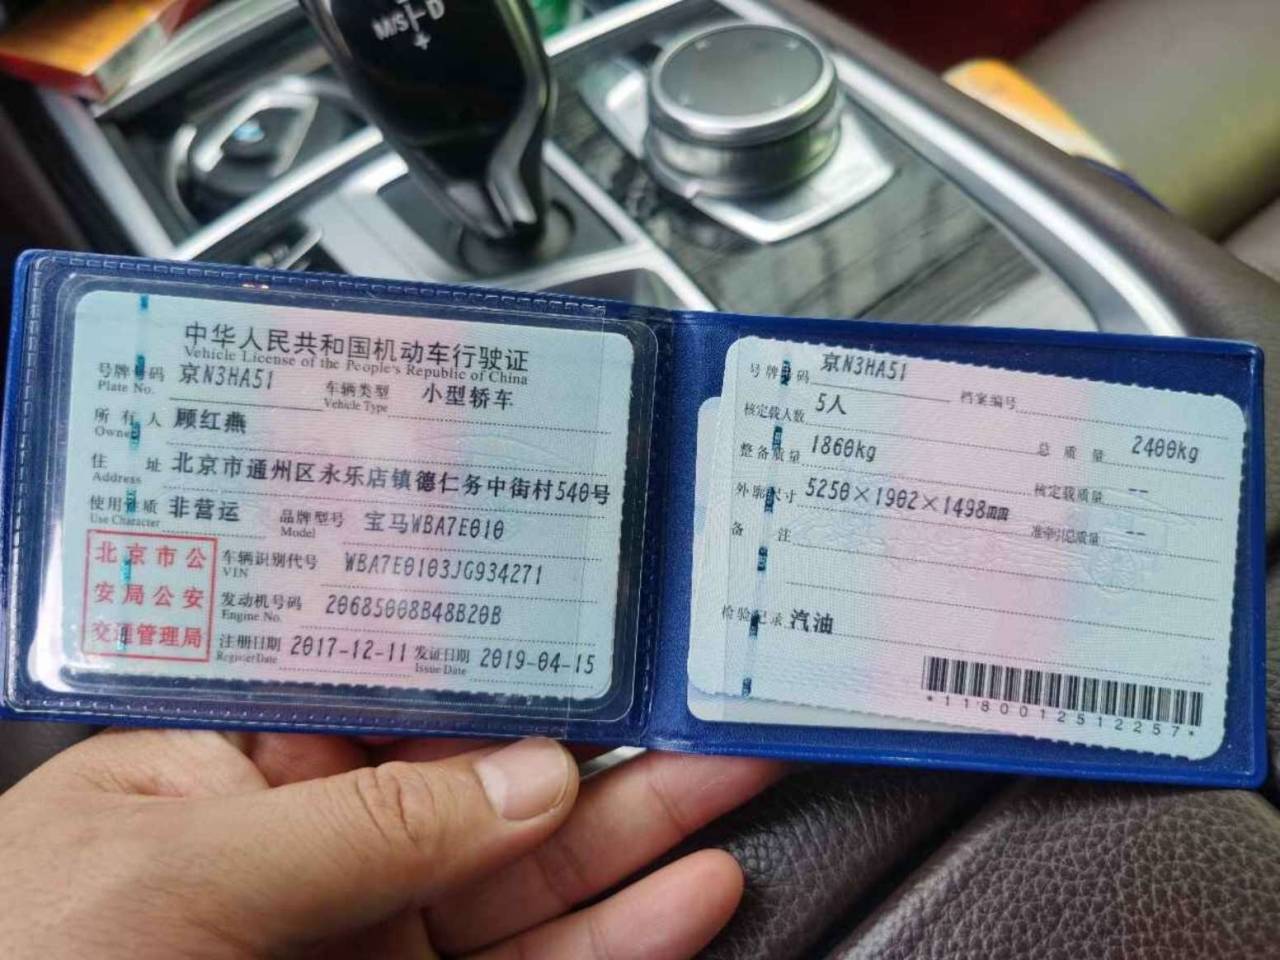 M/S D
+
中华人民共和国机动车行驶证
Vehicle License of the People's Republic of China
号牌号码 京N3HA51 车辆类型 小型轿车
Plate No. Vehicle Type
所有人 顾红燕
Owner
住址 北京市通州区永乐店镇德仁务中街村540号
Address
使用性质 非营运 品牌型号 宝马WBA7E010
Use Character Model
北京市公
安局公安
交通管理局
车辆识别代号 WBA7E0103JG934271
VIN
发动机号码 20685008B48B20B
Engine No.
注册日期 2017-12-11 发证日期 2019-04-15
Register Date Issue Date
号牌号码 京N3HA51 档案编号
核定载人数 5人 总质量 2400kg
整备质量 1860kg 核定载质量 --
外廓尺寸 5250×1902×1498㎜ 准牵引总质量 --
备注
检验记录 汽油
*1180012512257*